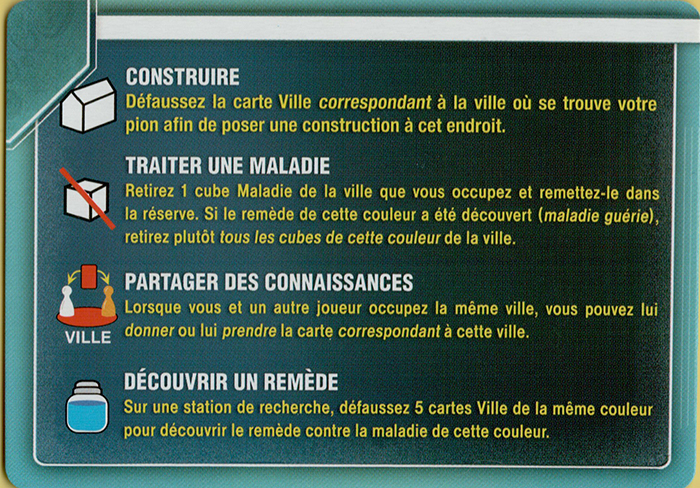 CONSTRUIRE
Défaussez la carte Ville correspondant à la ville où se trouve votre
pion afin de poser une construction à cet endroit.
TRAITER UNE MALADIE
Retirez 1 cube Maladie de la ville que vous occupez et remettez-le dans
la réserve. Si le remède de cette couleur a été découvert (maladie guérie),
retirez plutôt tous les cubes de cette couleur de la ville.
PARTAGER DES CONNAISSANCES
Lorsque vous et un autre joueur occupez la même ville, vous pouvez lui
donner ou lui prendre la carte correspondant à cette ville.
VILLE
DÉCOUVRIR UN REMÈDE
Sur une station de recherche, défaussez 5 cartes Ville de la même couleur
pour découvrir le remède contre la maladie de cette couleur.